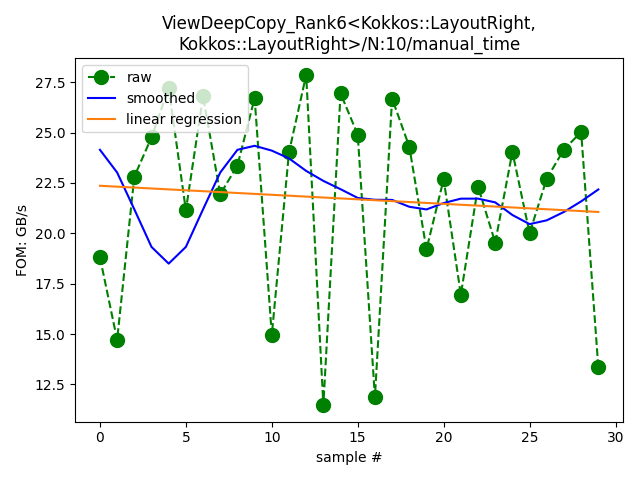 ViewDeepCopy_Rank6<Kokkos::LayoutRight,
Kokkos::LayoutRight>/N:10/manual_time
raw
smoothed
linear regression
FOM: GB/s
27.5
25.0
22.5
20.0
17.5
15.0
12.5
0 5 10 15 20 25 30
sample #